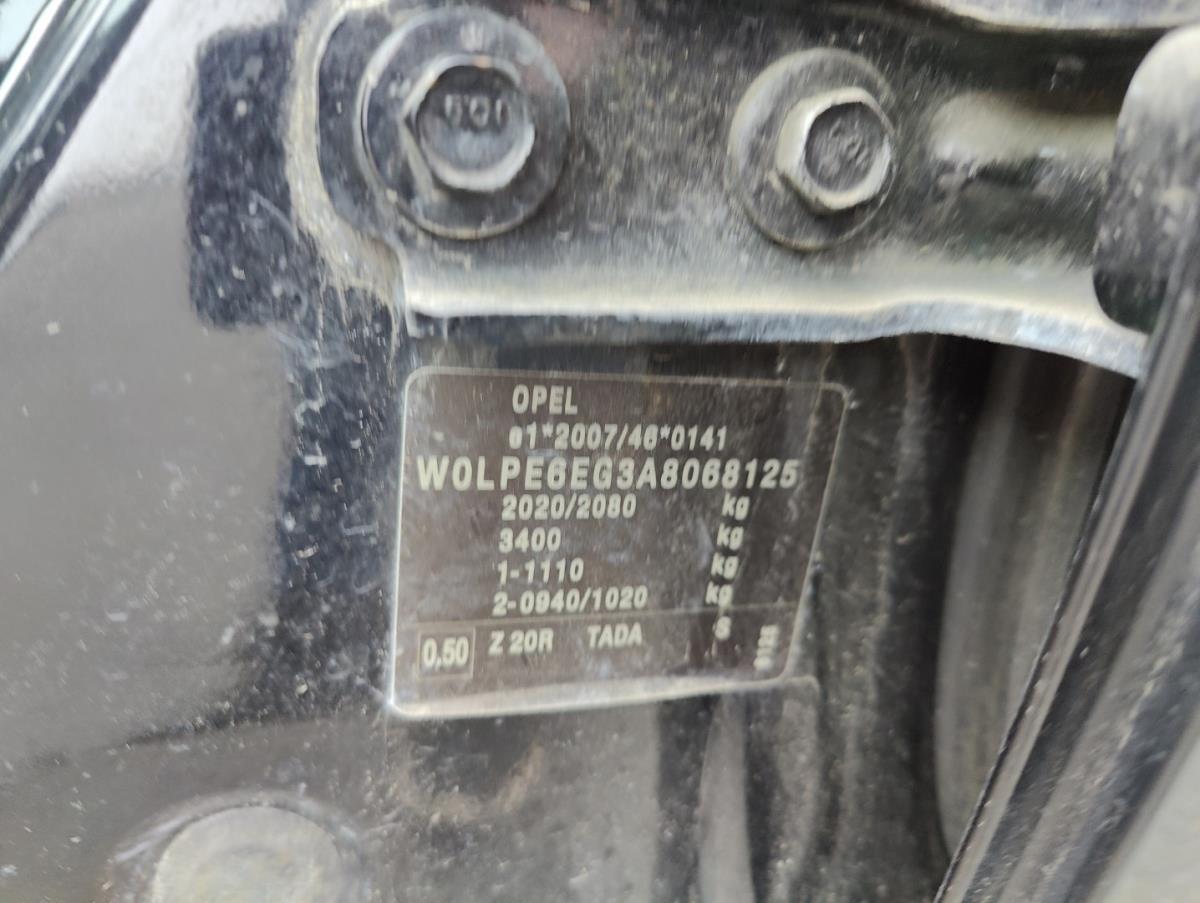 OPEL
e1*2007/46*0141
W0LPE6EG3A8068125
2020/2080 kg
3400 kg
1-1110 kg
2-0940/1020 kg
0,50 Z 20R TADA